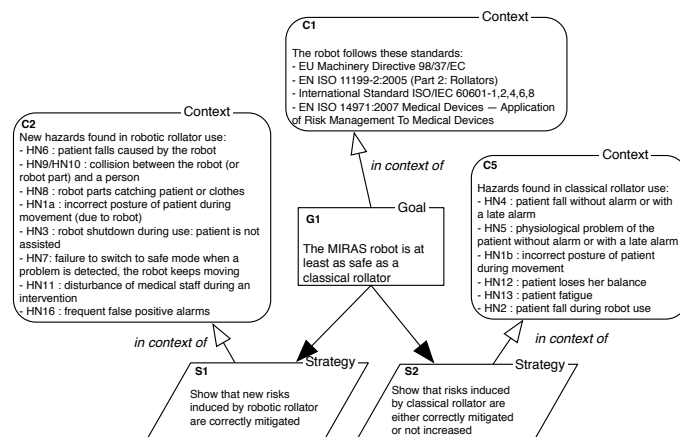 Context
C1
The robot follows these standards:
- EU Machinery Directive 98/37/EC
- EN ISO 11199-2:2005 (Part 2: Rollators)
- International Standard ISO/IEC 60601-1,2,4,6,8
- EN ISO 14971:2007 Medical Devices — Application
of Risk Management To Medical Devices
Context
C2
New hazards found in robotic rollator use:
- HN6 : patient falls caused by the robot
- HN9/HN10 : collision between the robot (or
robot part) and a person
- HN8 : robot parts catching patient or clothes
- HN1a : incorrect posture of patient during
movement (due to robot)
- HN3 : robot shutdown during use: patient is not
assisted
- HN7: failure to switch to safe mode when a
problem is detected, the robot keeps moving
- HN11 : disturbance of medical staff during an
intervention
- HN16 : frequent false positive alarms
in context of
Context
C5
Hazards found in classical rollator use:
- HN4 : patient fall without alarm or with
a late alarm
- HN5 : physiological problem of the
patient without alarm or with a late alarm
- HN1b : incorrect posture of patient
during movement
- HN12 : patient loses her balance
- HN13 : patient fatigue
- HN2 : patient fall during robot use
Goal
G1
The MIRAS robot is at
least as safe as a
classical rollator
in context of
in context of
Strategy
S1
Show that new risks
induced by robotic rollator
are correctly mitigated
Strategy
S2
Show that risks induced
by classical rollator are
either correctly mitigated
or not increased